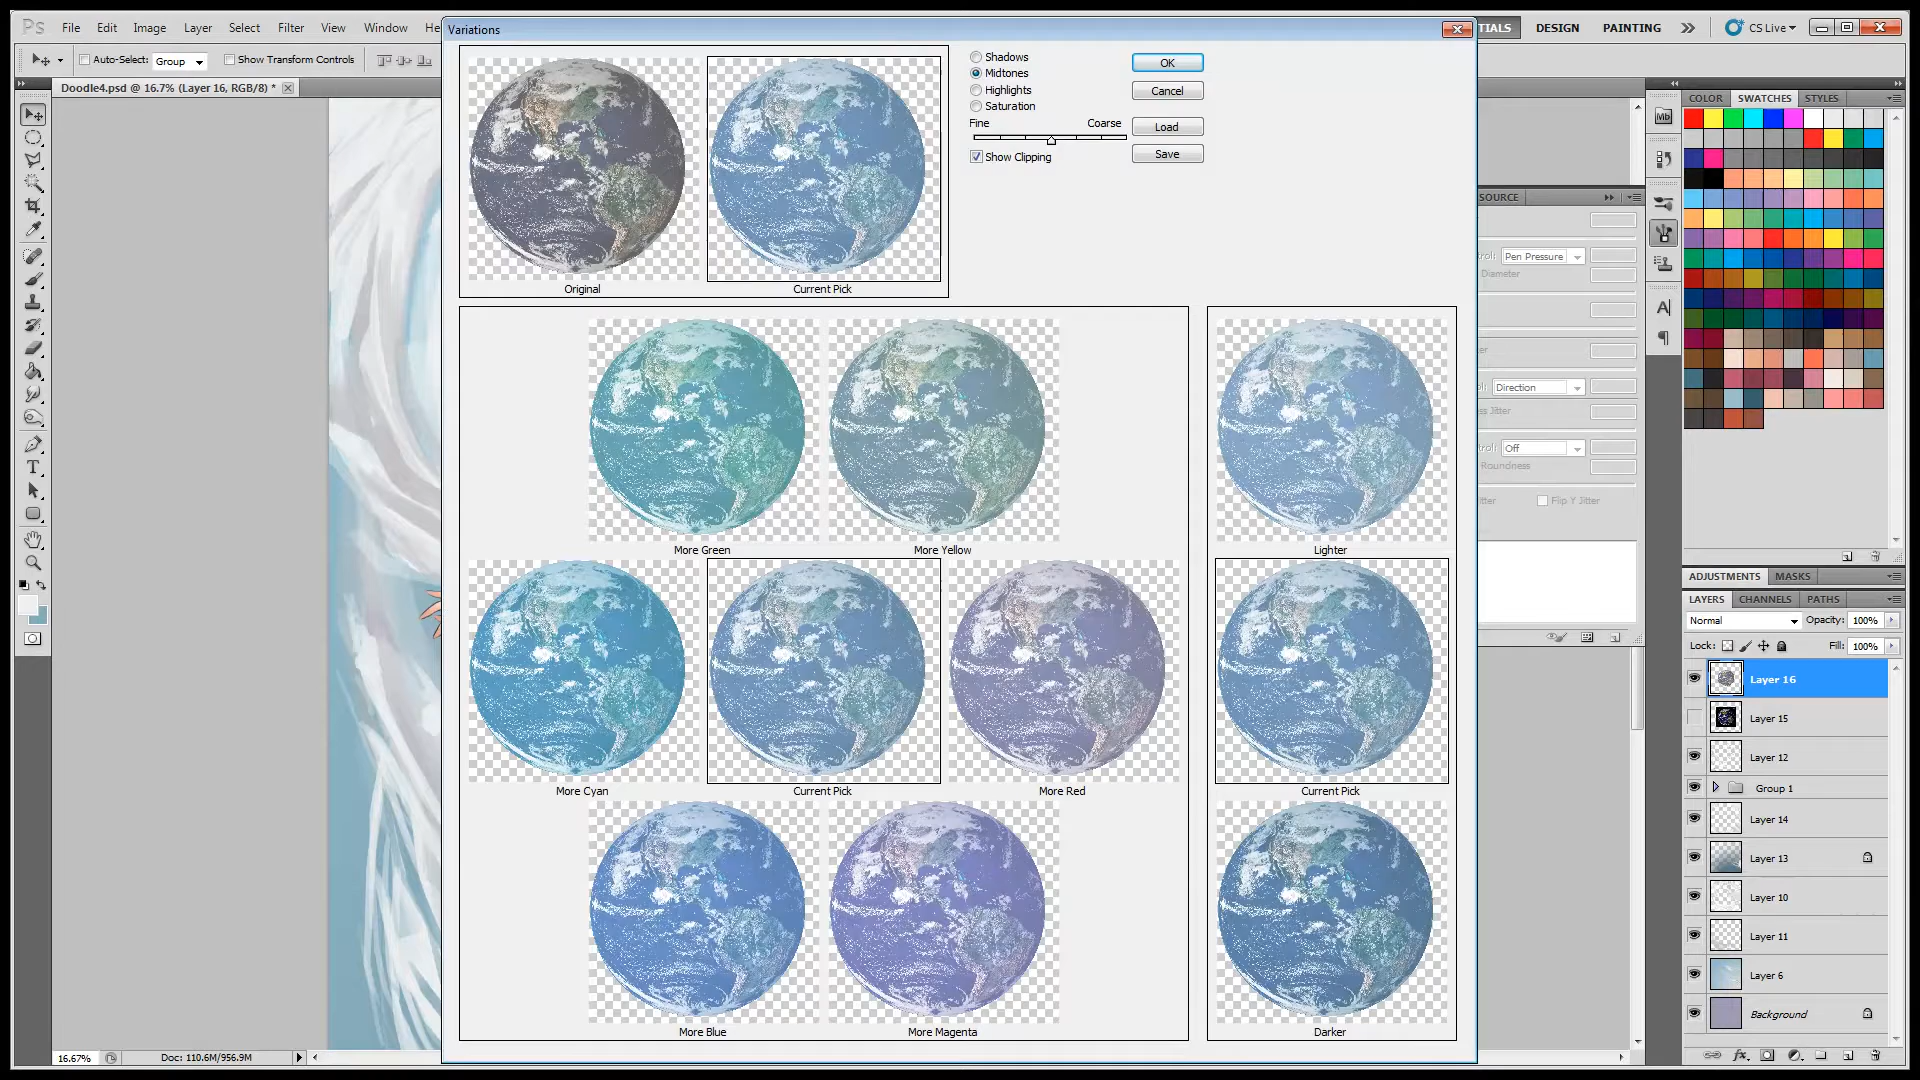 Ps File Edit Image Layer Select Filter View Window He
DESIGN PAINTING CS Live
Auto-Select: Group Show Transform Controls
Doodle4.psd @ 16.7% (Layer 16, RGB/8) *
Variations
Original
Current Pick
Shadows
Midtones
Highlights
Saturation
Fine Coarse
Show Clipping
OK
Cancel
Load
Save
More Green
More Yellow
Lighter
More Cyan
Current Pick
More Red
Current Pick
More Blue
More Magenta
Darker
SOURCE
Pen Pressure
Diameter
Direction
Jitter
Off
Roundness
Flip Y Jitter
COLOR SWATCHES STYLES
Mb
ADJUSTMENTS MASKS
LAYERS CHANNELS PATHS
Normal Opacity: 100%
Lock: Fill: 100%
Layer 16
Layer 15
Layer 12
Group 1
Layer 14
Layer 13
Layer 10
Layer 11
Layer 6
Background
16.67% Doc: 110.6M/956.9M